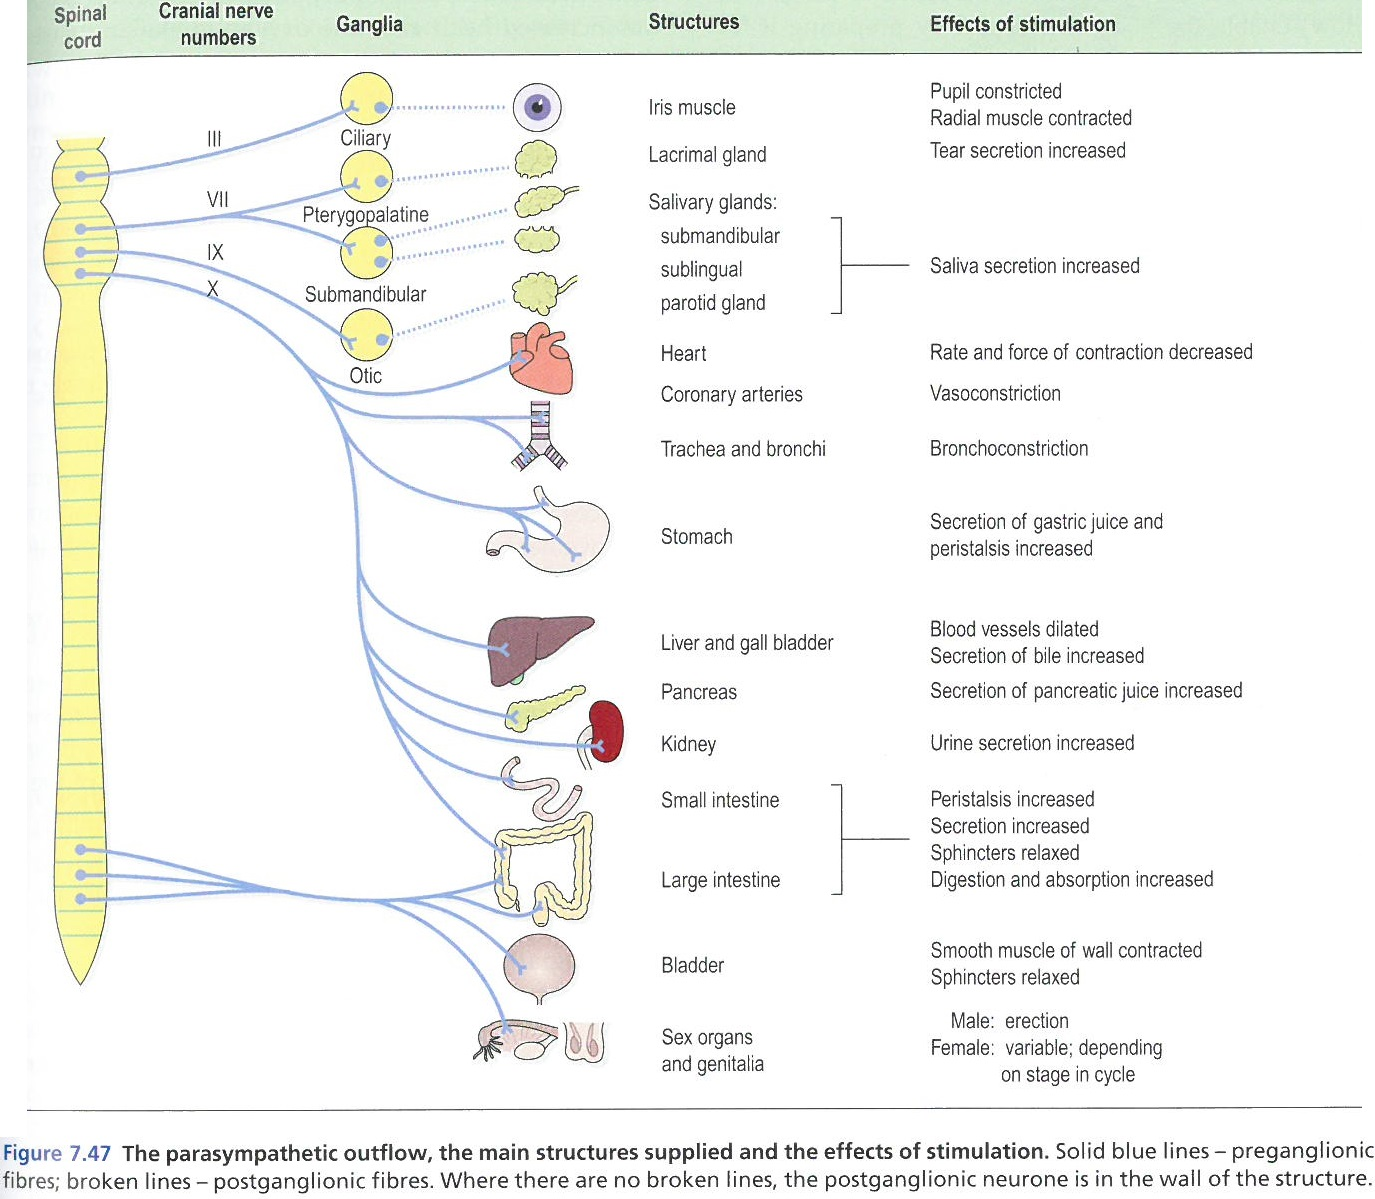 Spinal cord
Cranial nerve numbers
Ganglia
Structures
Effects of stimulation
III
VII
IX
X
Ciliary
Pterygopalatine
Submandibular
Otic
Iris muscle
Pupil constricted
Radial muscle contracted
Lacrimal gland
Tear secretion increased
Salivary glands:
submandibular
sublingual
parotid gland
Saliva secretion increased
Heart
Rate and force of contraction decreased
Coronary arteries
Vasoconstriction
Trachea and bronchi
Bronchoconstriction
Stomach
Secretion of gastric juice and
peristalsis increased
Liver and gall bladder
Blood vessels dilated
Secretion of bile increased
Pancreas
Secretion of pancreatic juice increased
Kidney
Urine secretion increased
Small intestine
Large intestine
Peristalsis increased
Secretion increased
Sphincters relaxed
Digestion and absorption increased
Bladder
Smooth muscle of wall contracted
Sphincters relaxed
Sex organs
and genitalia
Male: erection
Female: variable; depending
on stage in cycle
Figure 7.47 The parasympathetic outflow, the main structures supplied and the effects of stimulation. Solid blue lines – preganglionic
fibres; broken lines – postganglionic fibres. Where there are no broken lines, the postganglionic neurone is in the wall of the structure.